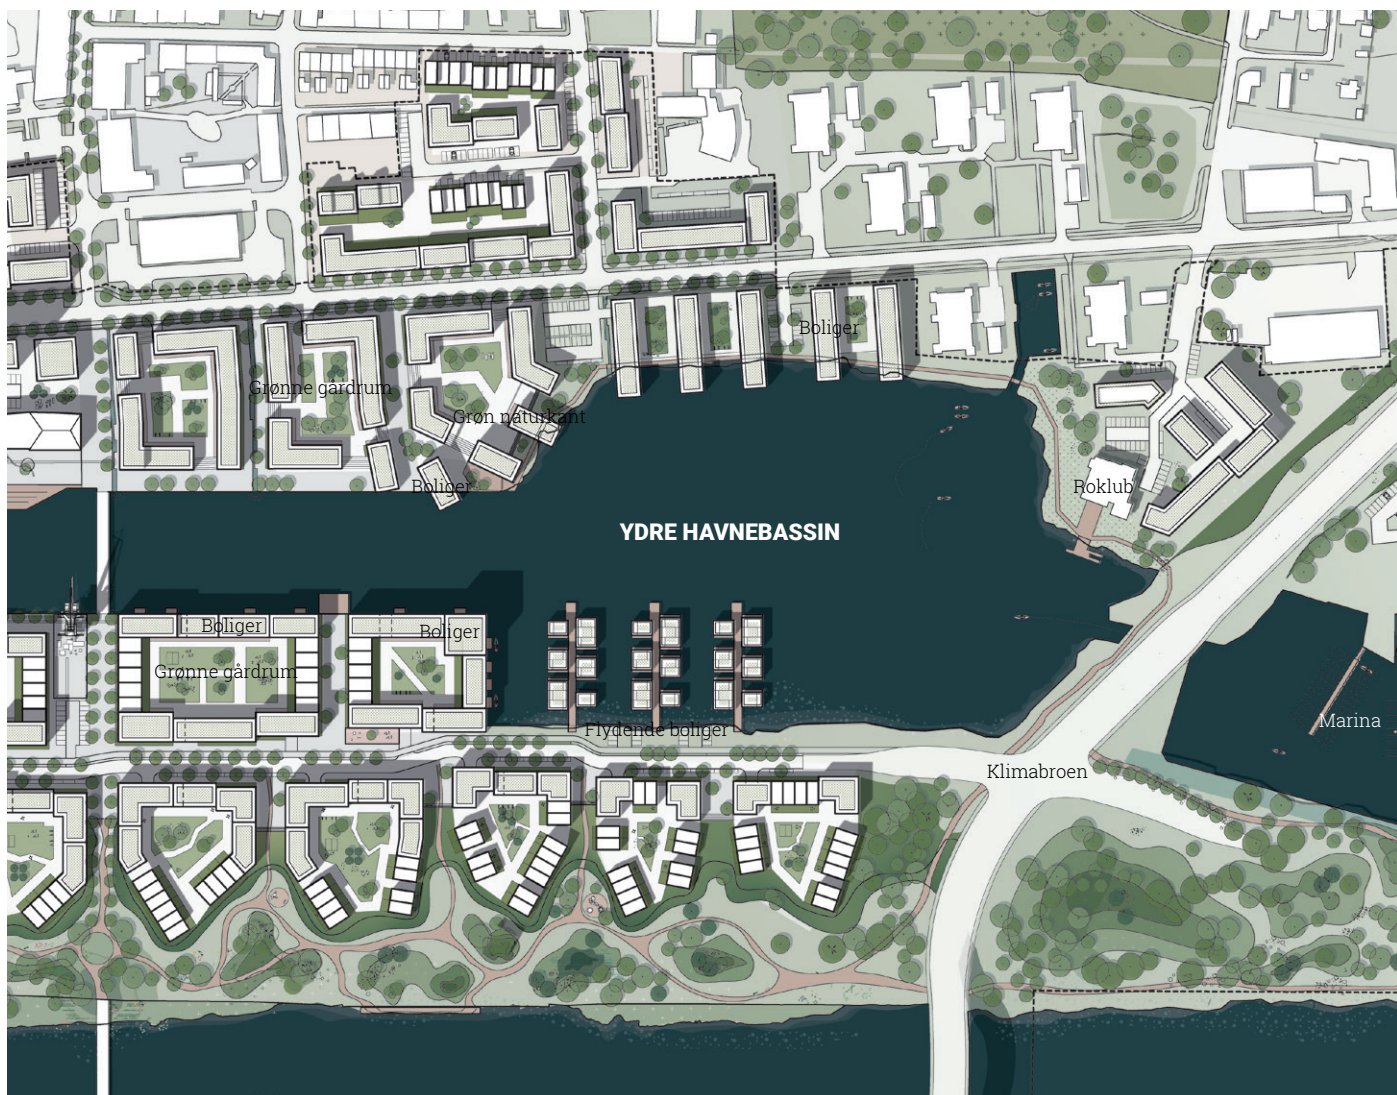 Boliger
Grønne gårdrum
Grøn naturkant
Boliger
Roklub
YDRE HAVNEBASSIN
Boliger
Boliger
Grønne gårdrum
Flydende boliger
Marina
Klimabroen